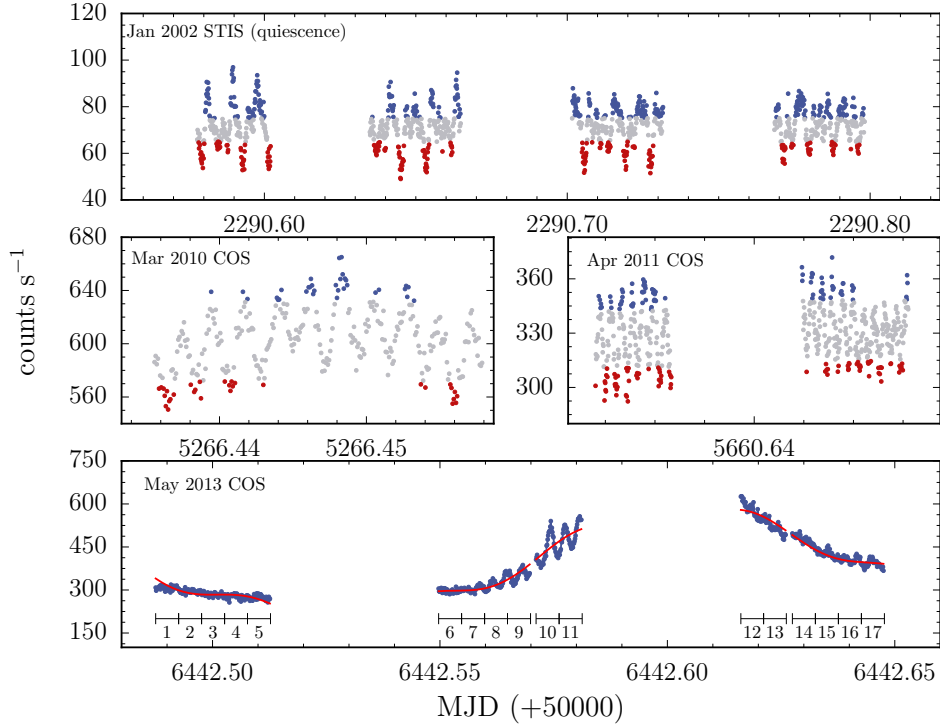 Jan 2002 STIS (quiescence)
120
100
80
60
40
2290.60 2290.70 2290.80
Mar 2010 COS
680
640
600
560
5266.44 5266.45
Apr 2011 COS
360
330
300
5660.64
counts s⁻¹
May 2013 COS
750
600
450
300
150
1 2 3 4 5 6 7 8 9 10 11 12 13 14 15 16 17
6442.50 6442.55 6442.60 6442.65
MJD (+50000)